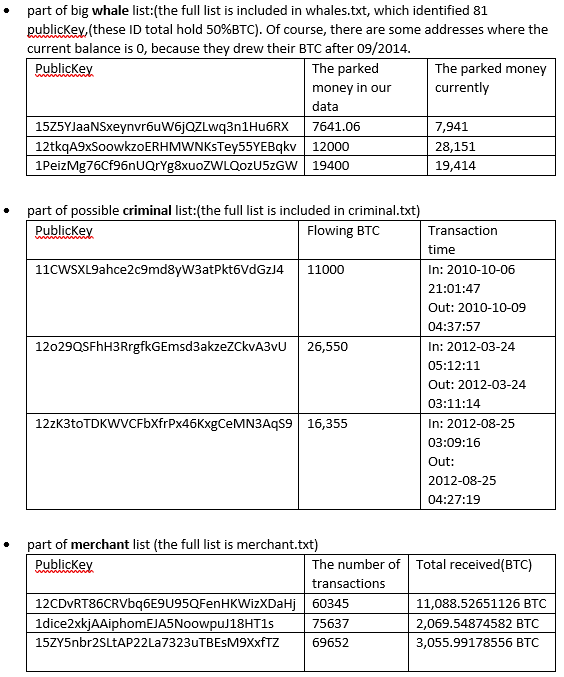 • part of big whale list:(the full list is included in whales.txt, which identified 81
publicKey,(these ID total hold 50%BTC). Of course, there are some addresses where the
current balance is 0, because they drew their BTC after 09/2014.
PublicKey The parked The parked money
money in our currently
data
15Z5YJaaNSxeynvr6uW6jQZLwq3n1Hu6RX 7641.06 7,941
12tkqA9xSoowkzoERHMWNKsTey55YEBqkv 12000 28,151
1PeizMg76Cf96nUQrYg8xuoZWLQozU5zGW 19400 19,414
• part of possible criminal list:(the full list is included in criminal.txt)
PublicKey Flowing BTC Transaction
time
11CWSXL9ahce2c9md8yW3atPkt6VdGzJ4 11000 In: 2010-10-06
21:01:47
Out: 2010-10-09
04:37:57
12o29QSFhH3RrgfkGEmsd3akzeZCkvA3vU 26,550 In: 2012-03-24
05:12:11
Out: 2012-03-24
03:11:14
12zK3toTDKWVCFbXfrPx46KxgCeMN3AqS9 16,355 In: 2012-08-25
03:09:16
Out:
2012-08-25
04:27:19
• part of merchant list (the full list is merchant.txt)
PublicKey The number of Total received(BTC)
transactions
12CDvRT86CRVbq6E9U95QFenHKWizXDaHj 60345 11,088.52651126 BTC
1dice2xkjAAiphomEJA5NoowpuJ18HT1s 75637 2,069.54874582 BTC
15ZY5nbr2SLtAP22La7323uTBEsM9XxfTZ 69652 3,055.99178556 BTC